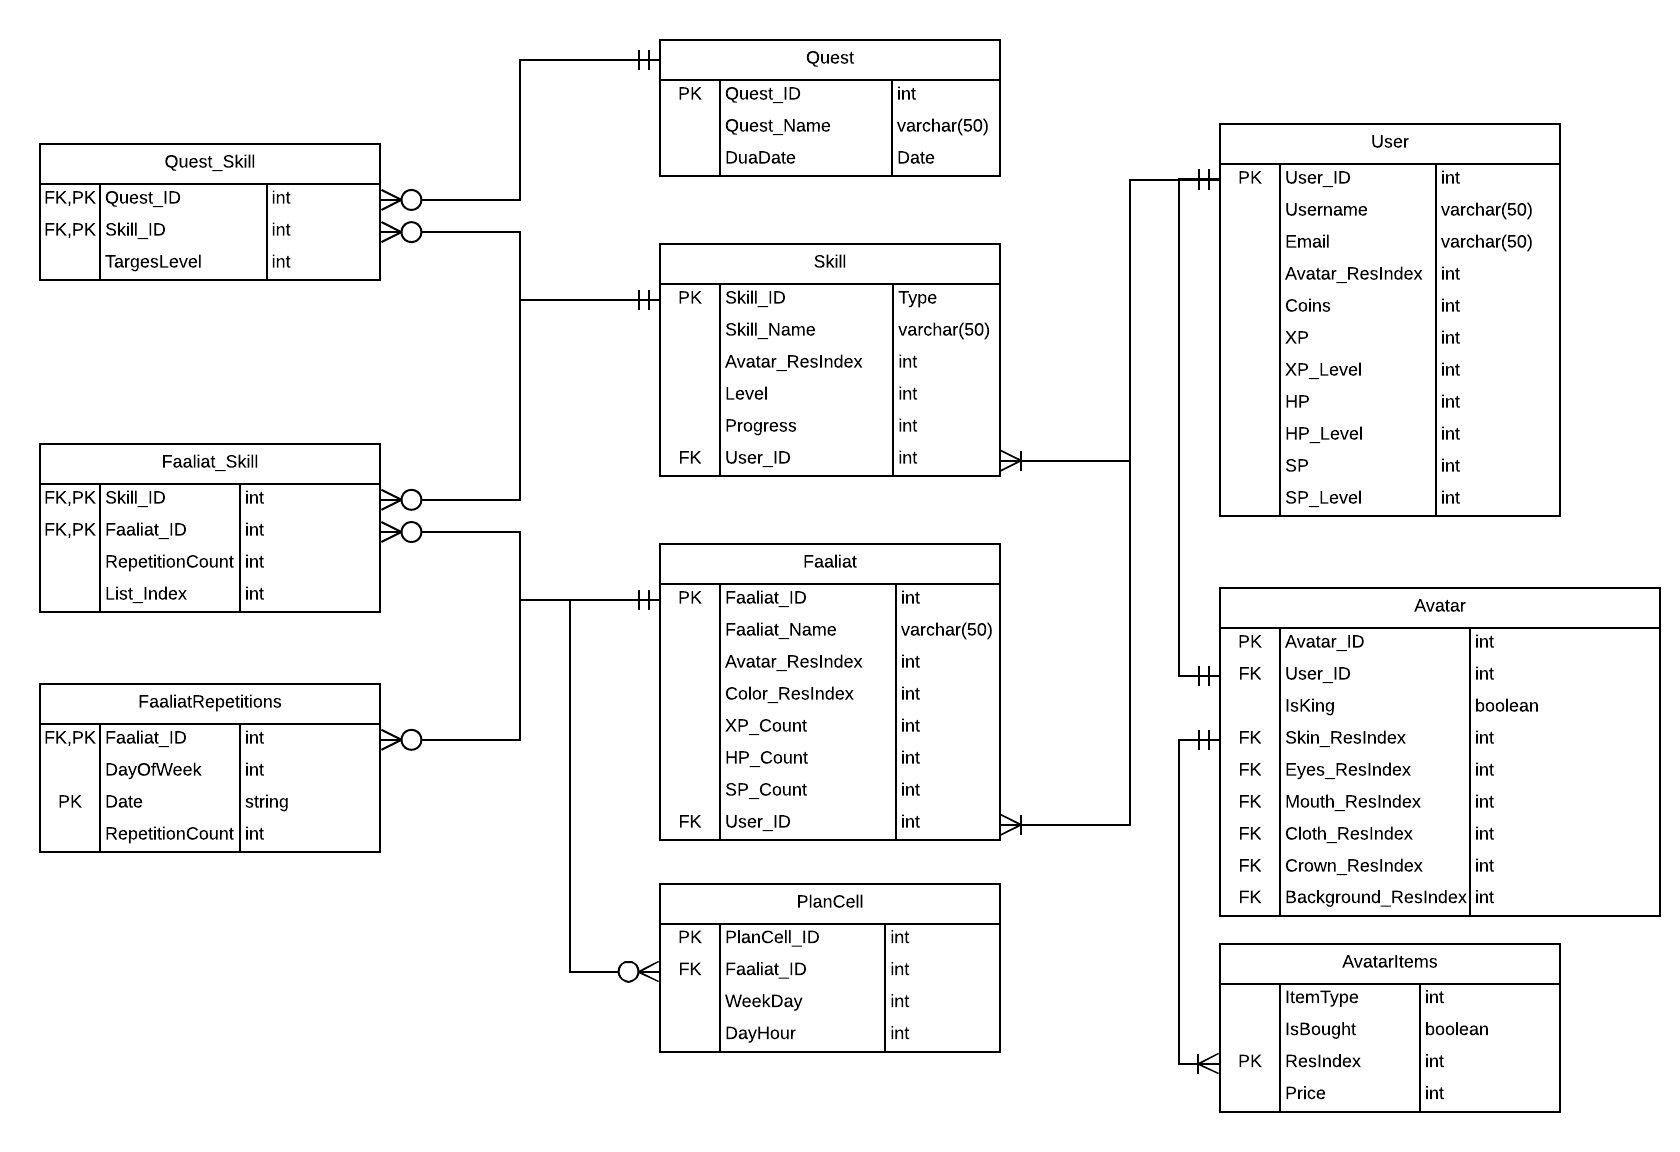 Quest
PK Quest_ID int
Quest_Name varchar(50)
DuaDate Date
Quest_Skill
FK,PK Quest_ID int
FK,PK Skill_ID int
TargesLevel int
Skill
PK Skill_ID Type
Skill_Name varchar(50)
Avatar_ResIndex int
Level int
Progress int
FK User_ID int
User
PK User_ID int
Username varchar(50)
Email varchar(50)
Avatar_ResIndex int
Coins int
XP int
XP_Level int
HP int
HP_Level int
SP int
SP_Level int
Faaliat_Skill
FK,PK Skill_ID int
FK,PK Faaliat_ID int
RepetitionCount int
List_Index int
Faaliat
PK Faaliat_ID int
Faaliat_Name varchar(50)
Avatar_ResIndex int
Color_ResIndex int
XP_Count int
HP_Count int
SP_Count int
FK User_ID int
Avatar
PK Avatar_ID int
FK User_ID int
IsKing boolean
FK Skin_ResIndex int
FK Eyes_ResIndex int
FK Mouth_ResIndex int
FK Cloth_ResIndex int
FK Crown_ResIndex int
FK Background_ResIndex int
FaaliatRepetitions
FK,PK Faaliat_ID int
DayOfWeek int
PK Date string
RepetitionCount int
PlanCell
PK PlanCell_ID int
FK Faaliat_ID int
WeekDay int
DayHour int
AvatarItems
ItemType int
IsBought boolean
PK ResIndex int
Price int